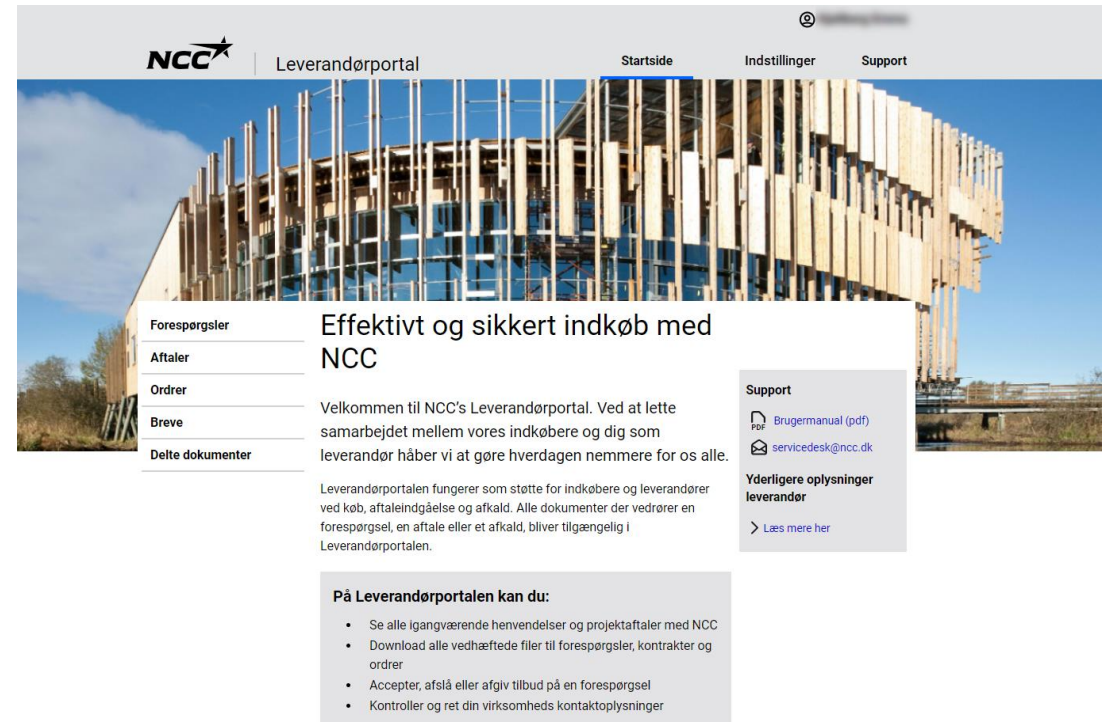 NCC
Leverandørportal
Startside
Indstillinger
Support
Forespørgsler
Aftaler
Ordrer
Breve
Delte dokumenter
Effektivt og sikkert indkøb med
NCC
Velkommen til NCC's Leverandørportal. Ved at lette
samarbejdet mellem vores indkøbere og dig som
leverandør håber vi at gøre hverdagen nemmere for os alle.
Leverandørportalen fungerer som støtte for indkøbere og leverandører
ved køb, aftaleindgåelse og afkald. Alle dokumenter der vedrører en
forespørgsel, en aftale eller et afkald, bliver tilgængelig i
Leverandørportalen.
På Leverandørportalen kan du:
• Se alle igangværende henvendelser og projektaftaler med NCC
• Download alle vedhæftede filer til forespørgsler, kontrakter og
ordrer
• Accepter, afslå eller afgiv tilbud på en forespørgsel
• Kontroller og ret din virksomheds kontaktoplysninger
Support
PDF Brugermanual (pdf)
servicedesk@ncc.dk
Yderligere oplysninger
leverandør
Læs mere her